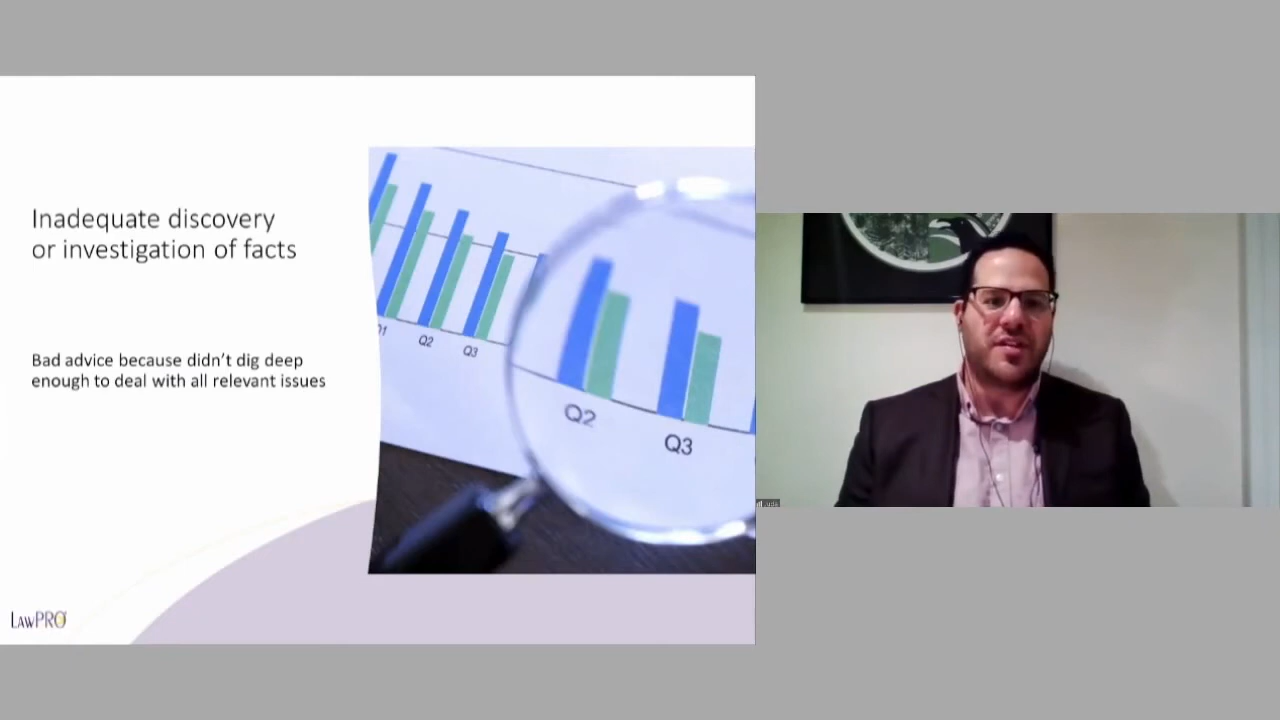 Inadequate discovery
or investigation of facts
Bad advice because didn’t dig deep
enough to deal with all relevant issues
Q2
Q3
Q2
Q3
LAWPRO